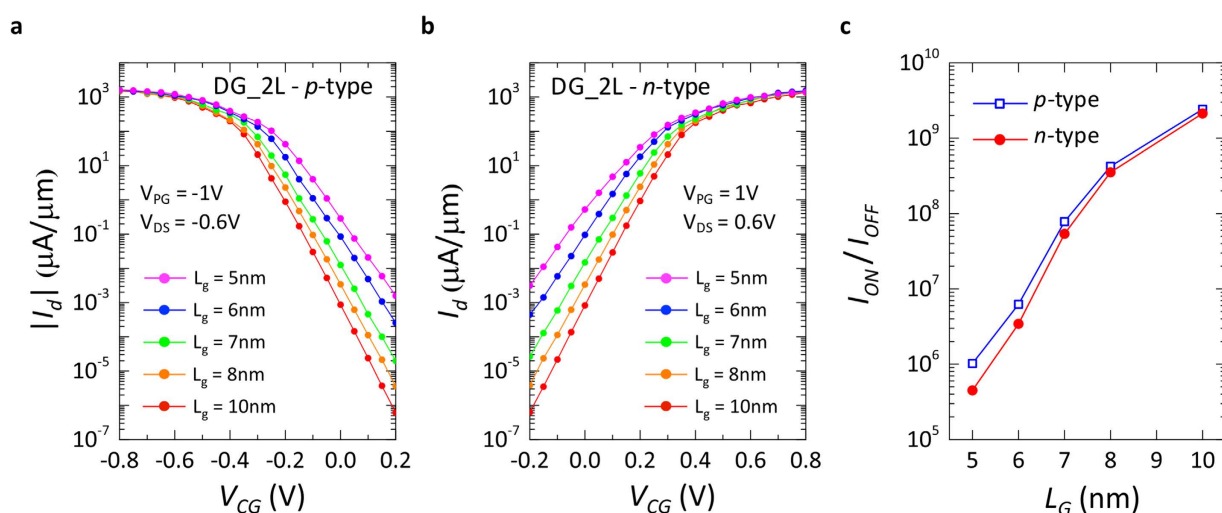 a
DG_2L - p-type
V_PG = -1V
V_DS = -0.6V
L_g = 5nm
L_g = 6nm
L_g = 7nm
L_g = 8nm
L_g = 10nm
|I_d| (μA/μm)
10^3
10^1
10^-1
10^-3
10^-5
10^-7
-0.8 -0.6 -0.4 -0.2 0.0 0.2
V_CG (V)
b
DG_2L - n-type
V_PG = 1V
V_DS = 0.6V
L_g = 5nm
L_g = 6nm
L_g = 7nm
L_g = 8nm
L_g = 10nm
I_d (μA/μm)
10^3
10^1
10^-1
10^-3
10^-5
10^-7
-0.2 0.0 0.2 0.4 0.6 0.8
V_CG (V)
c
p-type
n-type
I_ON / I_OFF
10^10
10^9
10^8
10^7
10^6
10^5
5 6 7 8 9 10
L_G (nm)